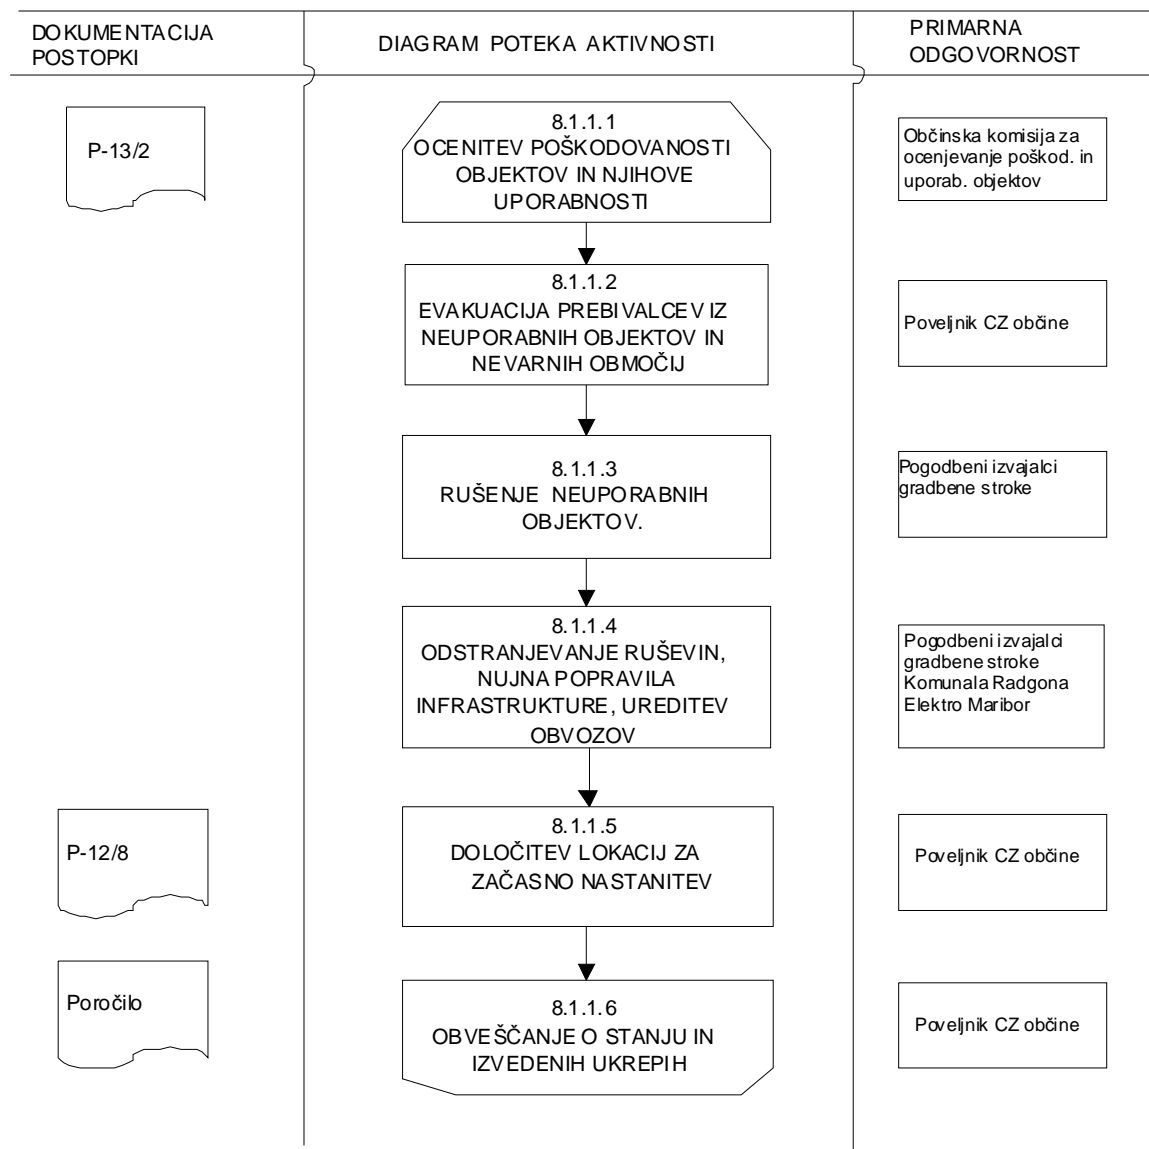 DOKUMENTACIJA
POSTOPKI
DIAGRAM POTEKA AKTIVNOSTI
PRIMARNA
ODGOVORNOST
P-13/2
8.1.1.1
OCENITEV POŠKODOVANOSTI
OBJEKTOV IN NJIHOVE
UPORABNOSTI
Občinska komisija za
ocenjevanje poškod. in
uporab. objektov
8.1.1.2
EVAKUACIJA PREBIVALCEV IZ
NEUPORABNIH OBJEKTOV IN
NEVARNIH OBMOČIJ
Poveljnik CZ občine
8.1.1.3
RUŠENJE NEUPORABNIH
OBJEKTOV.
Pogodbeni izvajalci
gradbene stroke
8.1.1.4
ODSTRANJEVANJE RUŠEVIN,
NUJNA POPRAVILA
INFRASTRUKTURE, UREDITEV
OBVOZOV
Pogodbeni izvajalci
gradbene stroke
Komunala Radgona
Elektro Maribor
P-12/8
8.1.1.5
DOLOČITEV LOKACIJ ZA
ZAČASNO NASTANITEV
Poveljnik CZ občine
Poročilo
8.1.1.6
OBVEŠČANJE O STANJU IN
IZVEDENIH UKREPIH
Poveljnik CZ občine